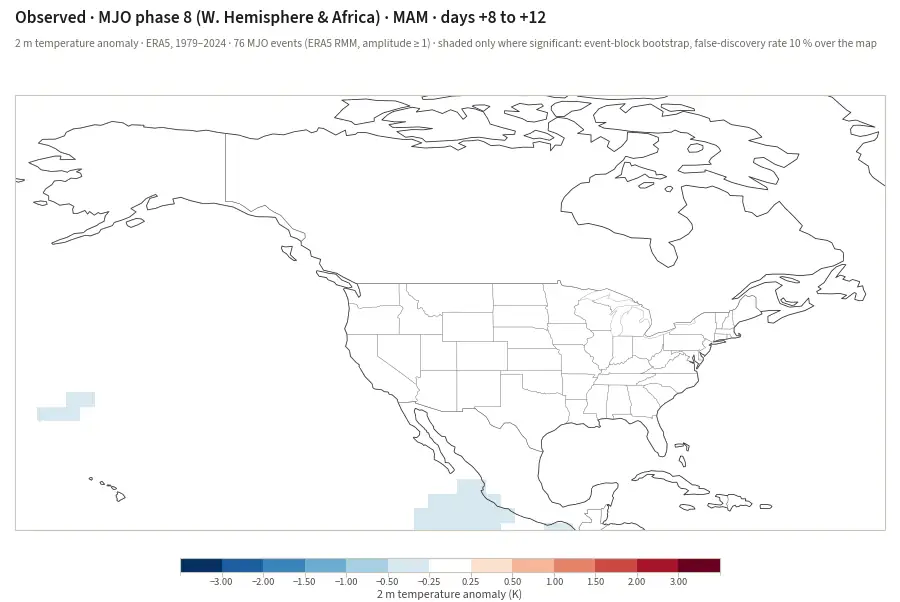 Observed · MJO phase 8 (W. Hemisphere & Africa) · MAM · days +8 to +12
2 m temperature anomaly · ERA5, 1979–2024 · 76 MJO events (ERA5 RMM, amplitude ≥ 1) · shaded only where significant: event-block bootstrap, false-discovery rate 10 % over the map
−3.00 −2.00 −1.50 −1.00 −0.50 −0.25 0.25 0.50 1.00 1.50 2.00 3.00
2 m temperature anomaly (K)